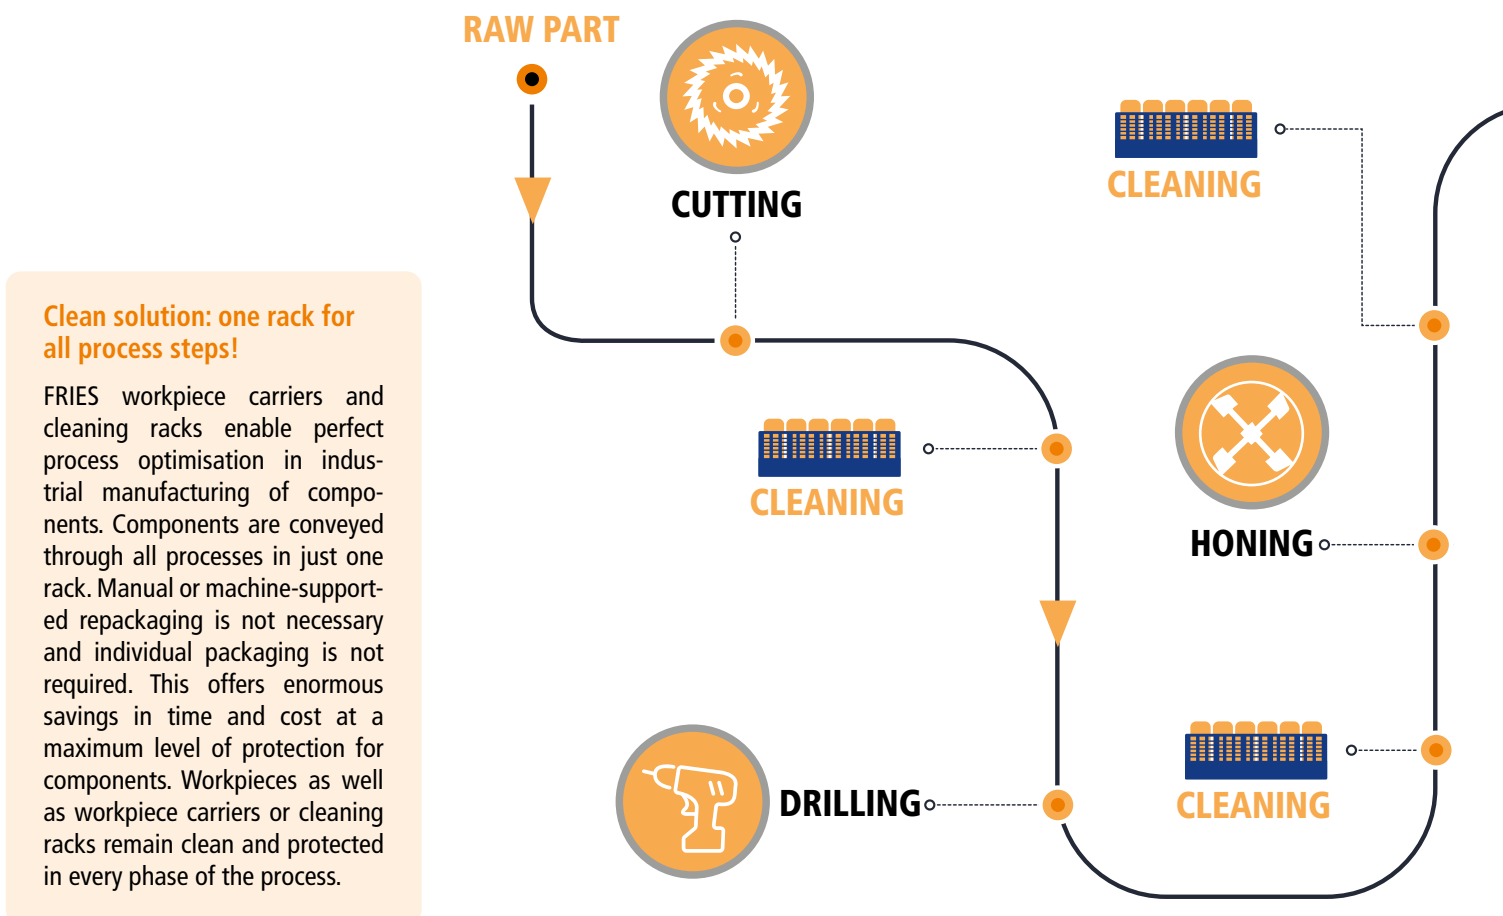 RAW PART
CUTTING
CLEANING
Clean solution: one rack for
all process steps!
FRIES workpiece carriers and
cleaning racks enable perfect
process optimisation in indus-
trial manufacturing of compo-
nents. Components are conveyed
through all processes in just one
rack. Manual or machine-support-
ed repackaging is not necessary
and individual packaging is not
required. This offers enormous
savings in time and cost at a
maximum level of protection for
components. Workpieces as well
as workpiece carriers or cleaning
racks remain clean and protected
in every phase of the process.
CLEANING
HONING
DRILLING
CLEANING